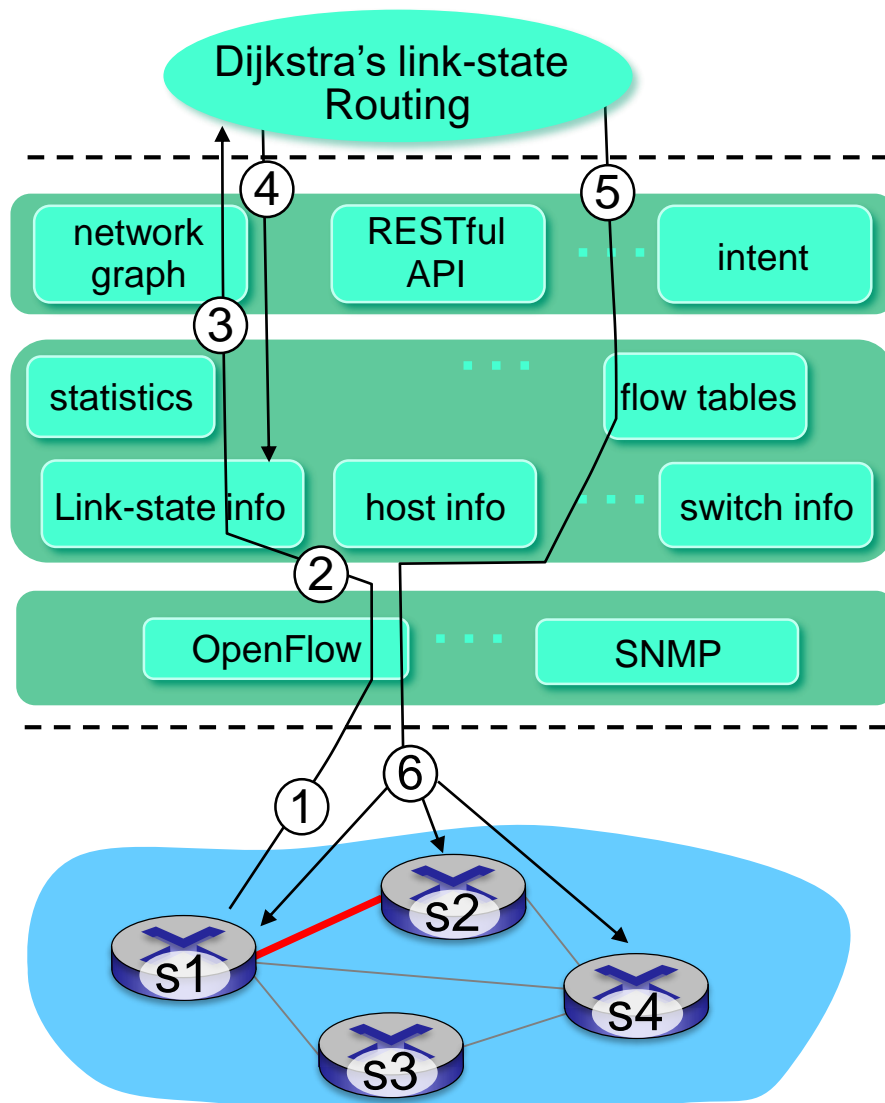 Dijkstra’s link-state
Routing
4
5
network
graph
RESTful
API
. . .
intent
3
statistics
. . .
flow tables
Link-state info
host info
. . .
switch info
2
OpenFlow
. . .
SNMP
1
6
s2
s1
s4
s3